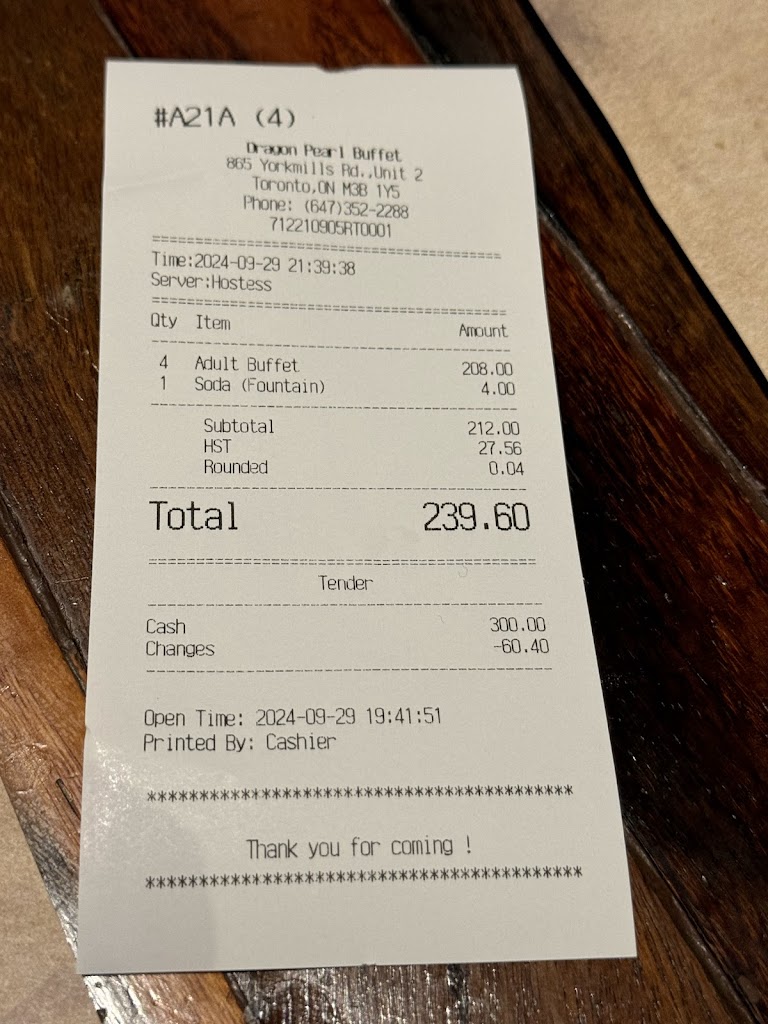 #A21A (4)
Dragon Pearl Buffet
865 Yorkmills Rd.,Unit 2
Toronto,ON M3B 1Y5
Phone: (647)352-2288
712210905RT0001
==========================================
Time:2024-09-29 21:39:38
Server:Hostess
==========================================
Qty Item Amount
------------------------------------------
4 Adult Buffet 208.00
1 Soda (Fountain) 4.00
------------------------------------------
Subtotal 212.00
HST 27.56
Rounded 0.04
------------------------------------------
Total 239.60
==========================================
Tender
------------------------------------------
Cash 300.00
Changes -60.40
------------------------------------------
Open Time: 2024-09-29 19:41:51
Printed By: Cashier
******************************************
Thank you for coming !
******************************************